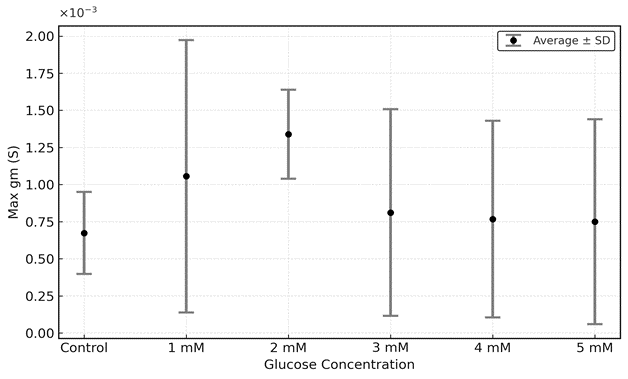 ×10⁻³
2.00
Average ± SD
1.75
1.50
1.25
1.00
0.75
0.50
0.25
0.00
Max gm (S)
Control 1 mM 2 mM 3 mM 4 mM 5 mM
Glucose Concentration